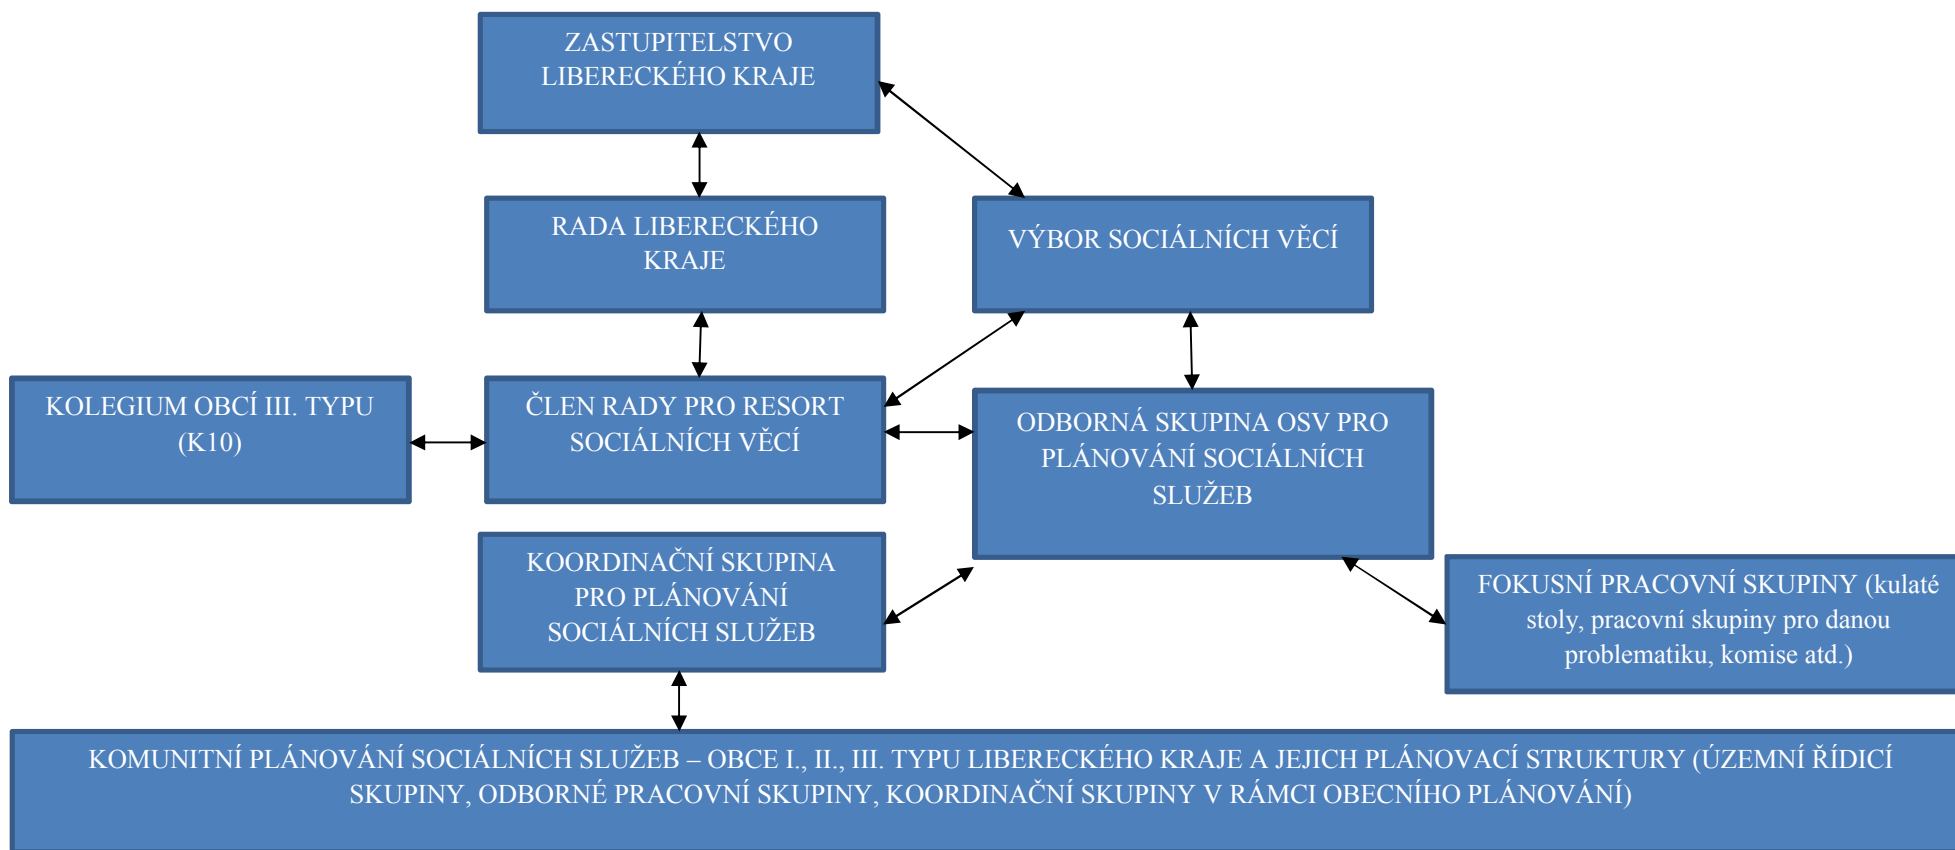 ZASTUPITELSTVO
LIBERECKÉHO KRAJE
RADA LIBERECKÉHO
KRAJE
VÝBOR SOCIÁLNÍCH VĚCÍ
KOLEGIUM OBCÍ III. TYPU
(K10)
ČLEN RADY PRO RESORT
SOCIÁLNÍCH VĚCÍ
ODBORNÁ SKUPINA OSV PRO
PLÁNOVÁNÍ SOCIÁLNÍCH
SLUŽEB
KOORDINAČNÍ SKUPINA
PRO PLÁNOVÁNÍ
SOCIÁLNÍCH SLUŽEB
FOKUSNÍ PRACOVNÍ SKUPINY (kulaté
stoly, pracovní skupiny pro danou
problematiku, komise atd.)
KOMUNITNÍ PLÁNOVÁNÍ SOCIÁLNÍCH SLUŽEB – OBCE I., II., III. TYPU LIBERECKÉHO KRAJE A JEJICH PLÁNOVACÍ STRUKTURY (ÚZEMNÍ ŘÍDICÍ
SKUPINY, ODBORNÉ PRACOVNÍ SKUPINY, KOORDINAČNÍ SKUPINY V RÁMCI OBECNÍHO PLÁNOVÁNÍ)